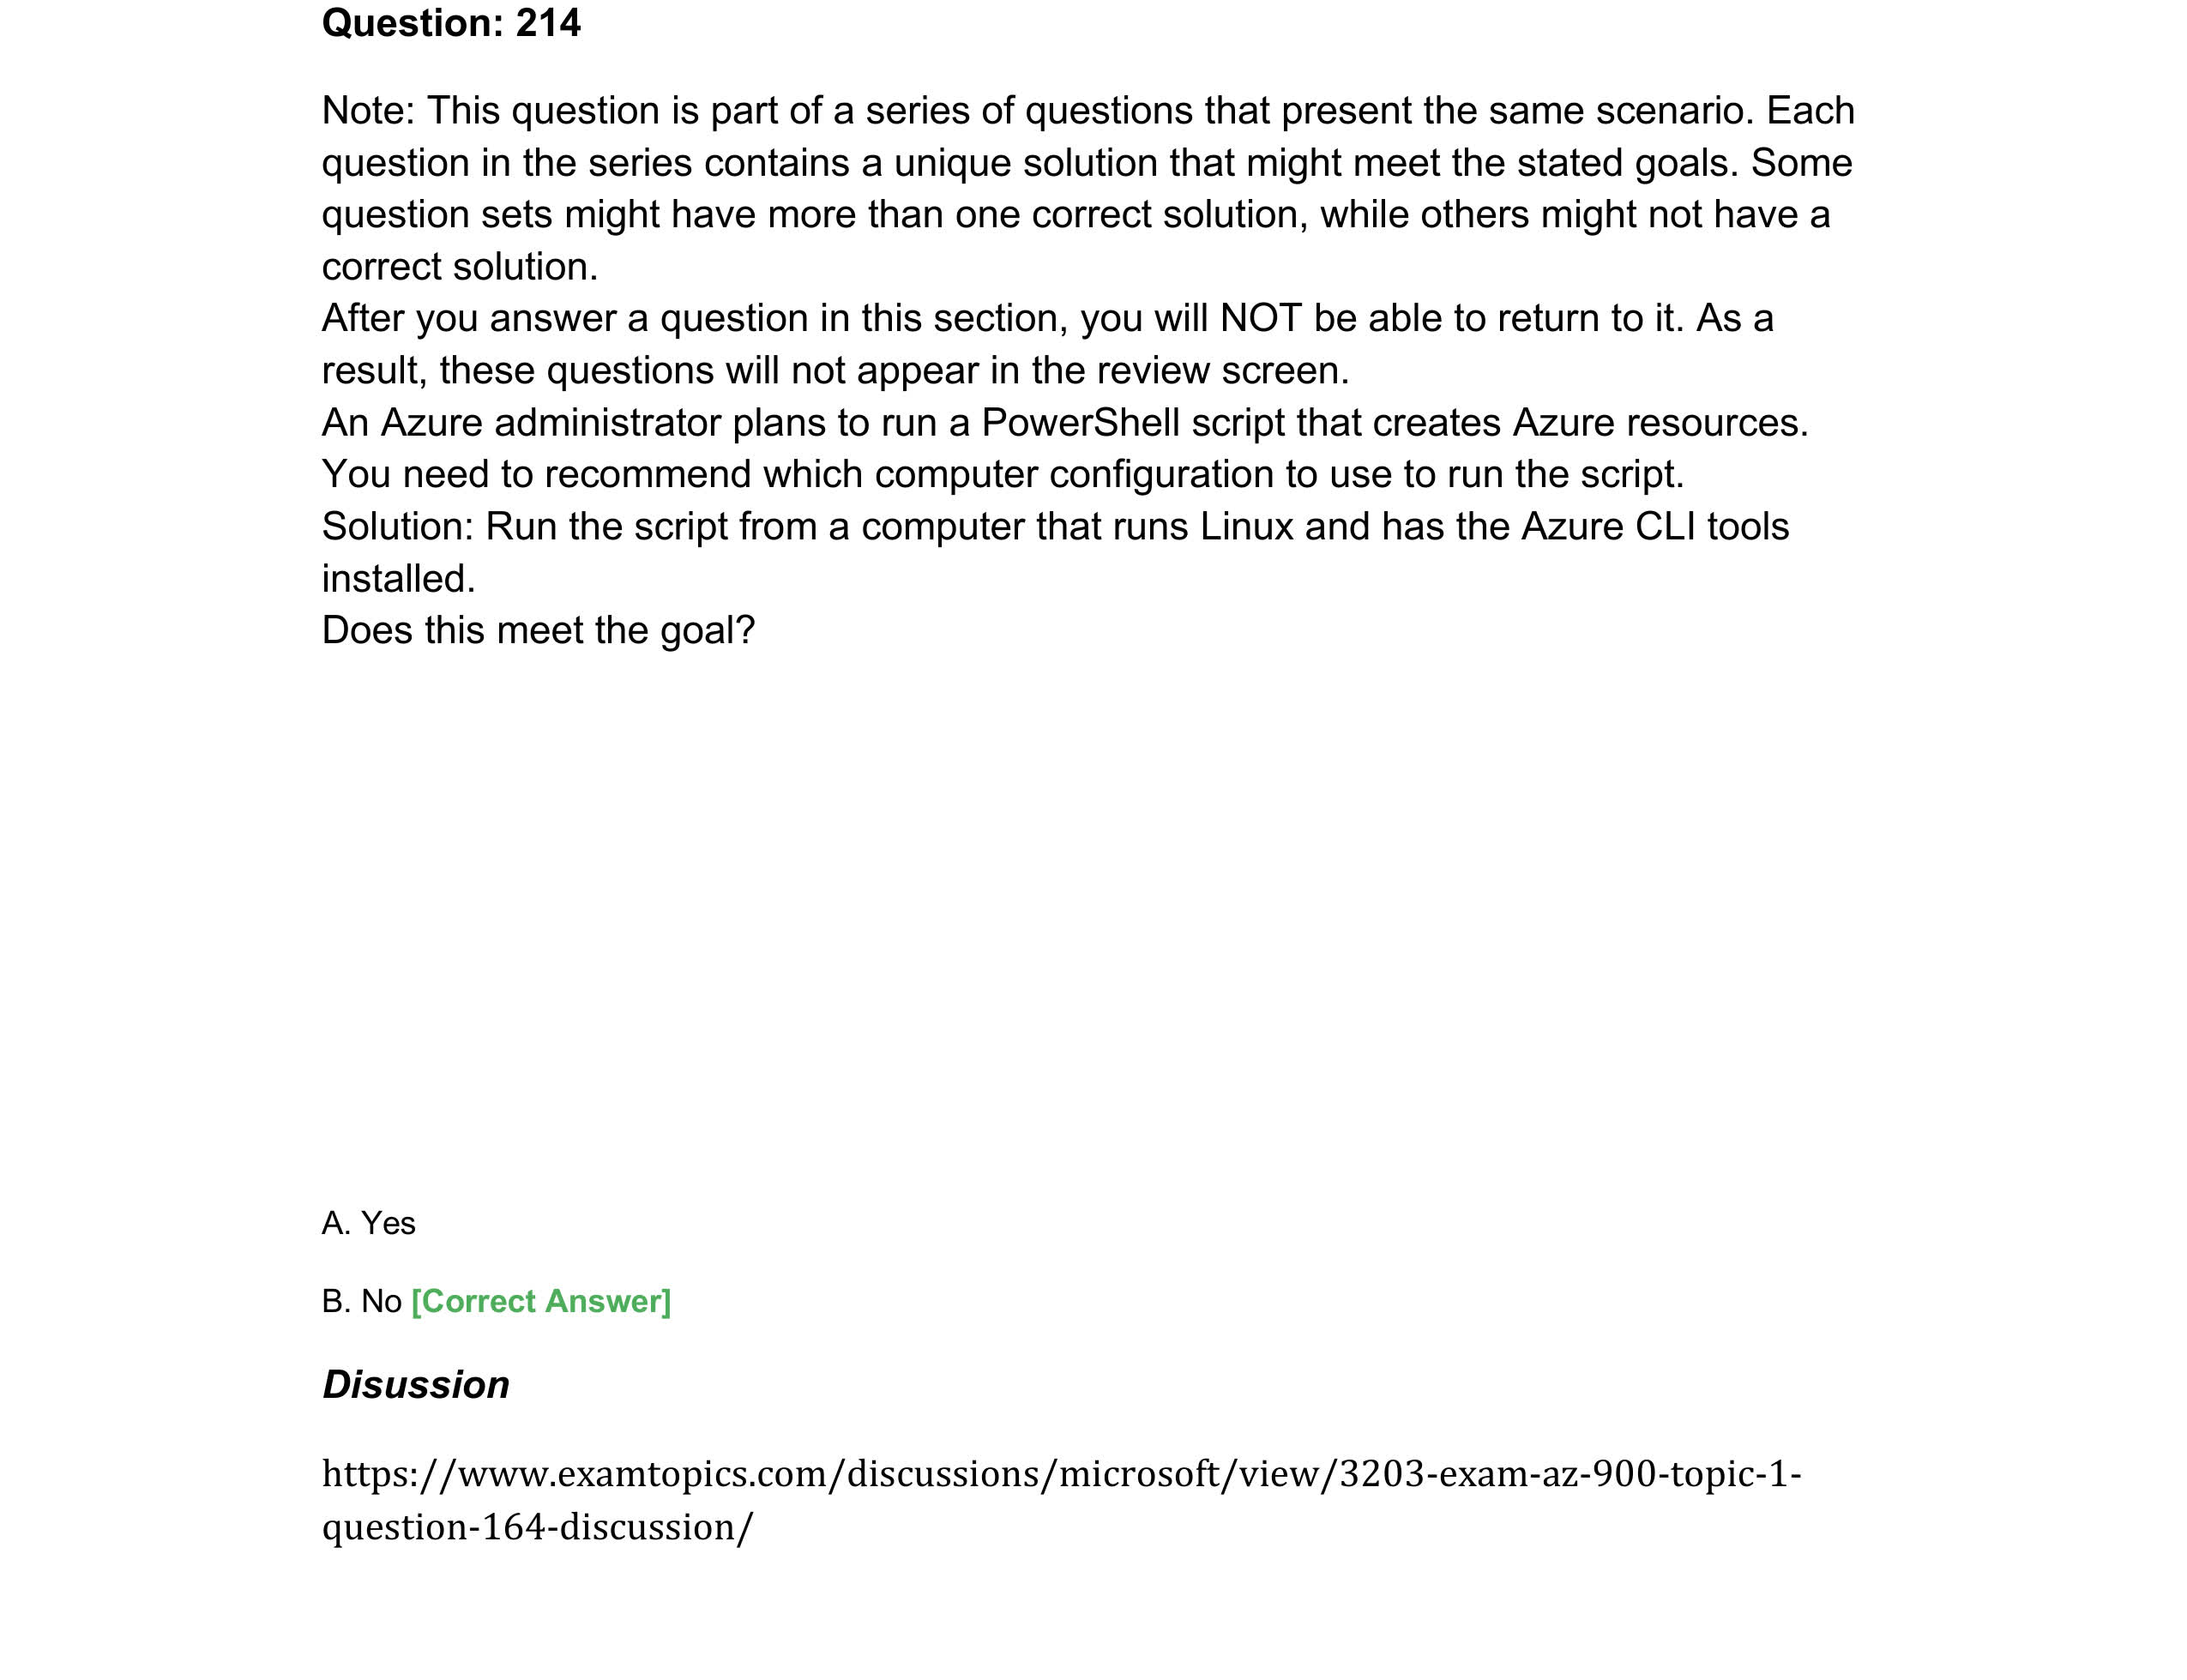 Question: 214
Note: This question is part of a series of questions that present the same scenario. Each
question in the series contains a unique solution that might meet the stated goals. Some
question sets might have more than one correct solution, while others might not have a
correct solution.
After you answer a question in this section, you will NOT be able to return to it. As a
result, these questions will not appear in the review screen.
An Azure administrator plans to run a PowerShell script that creates Azure resources.
You need to recommend which computer configuration to use to run the script.
Solution: Run the script from a computer that runs Linux and has the Azure CLI tools
installed.
Does this meet the goal?
A. Yes
B. No [Correct Answer]
Disussion
https://www.examtopics.com/discussions/microsoft/view/3203-exam-az-900-topic-1-
question-164-discussion/